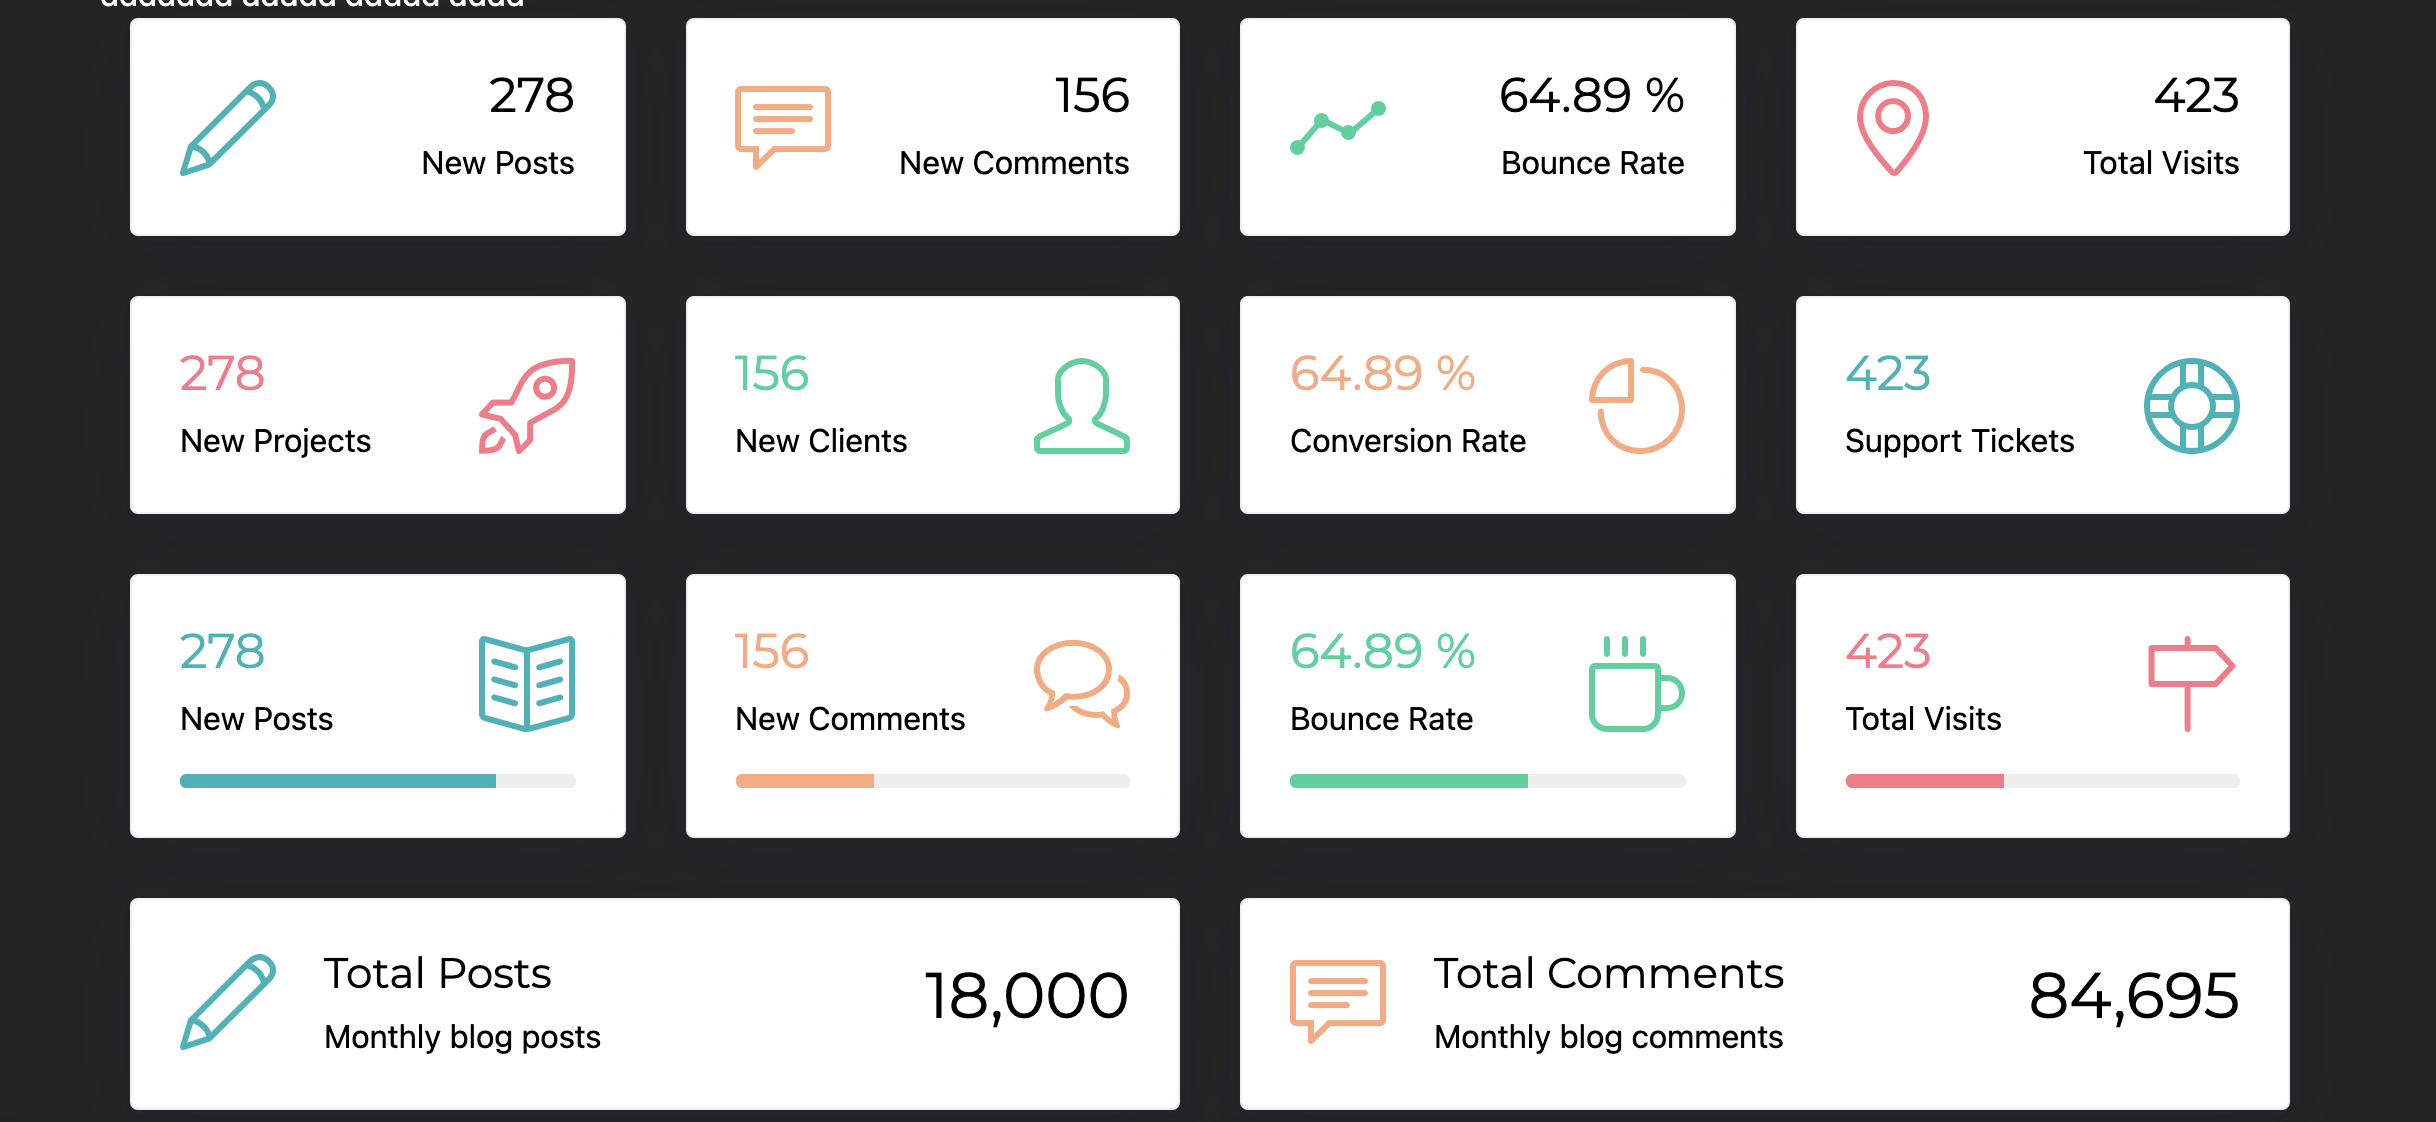 278
New Posts
156
New Comments
64.89 %
Bounce Rate
423
Total Visits
278
New Projects
156
New Clients
64.89 %
Conversion Rate
423
Support Tickets
278
New Posts
156
New Comments
64.89 %
Bounce Rate
423
Total Visits
Total Posts
Monthly blog posts
18,000
Total Comments
Monthly blog comments
84,695